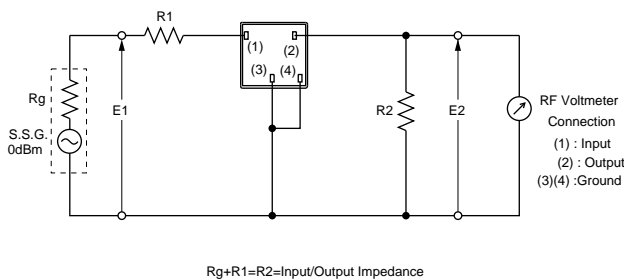 R1
(1)
(2)
(3)
(4)
Rg
E1
R2
E2
S.S.G.
0dBm
RF Voltmeter
Connection
(1) : Input
(2) : Output
(3)(4) :Ground
Rg+R1=R2=Input/Output Impedance